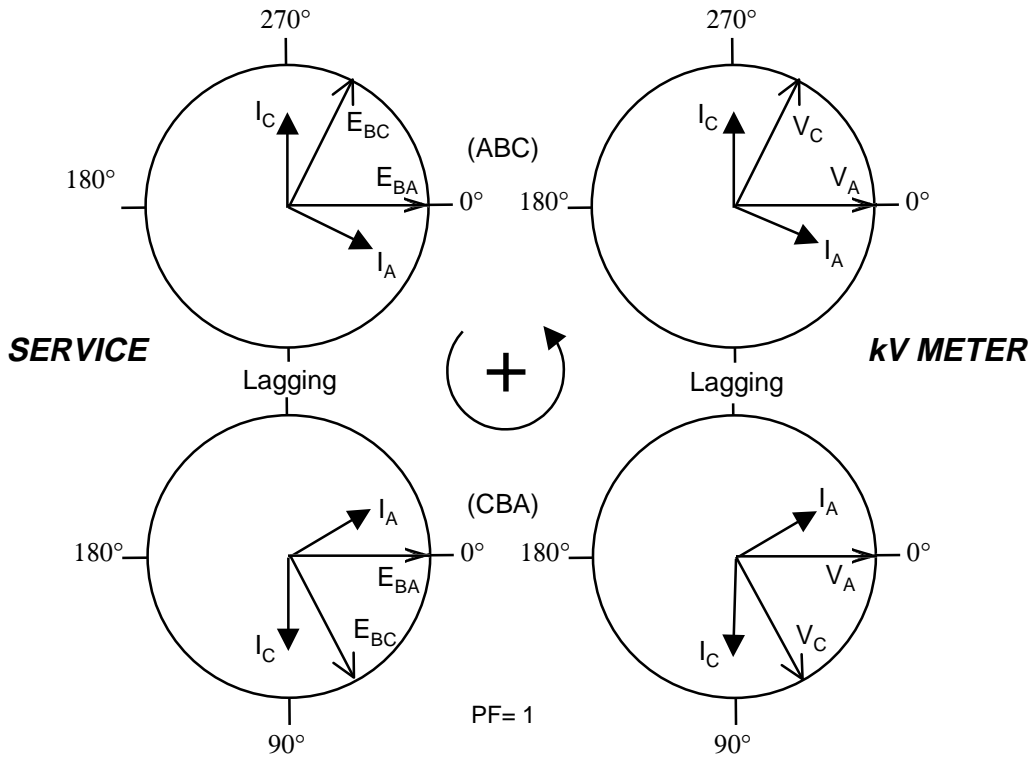 270° 270°
I_C E_BC (ABC) I_C V_C
180° E_BA 0° 180° V_A 0°
I_A I_A
SERVICE + kV METER
Lagging Lagging
(CBA)
I_A I_A
180° 0° 180° 0°
E_BA V_A
I_C E_BC I_C V_C
PF= 1
90° 90°